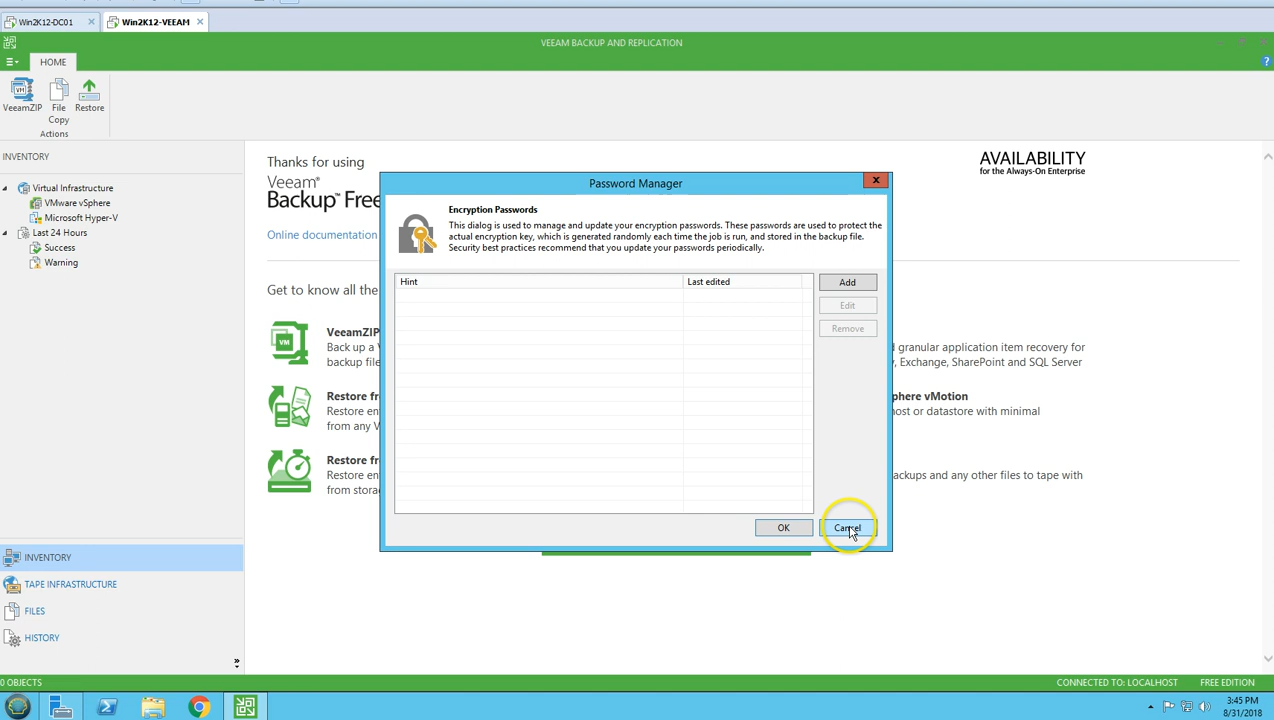 Win2K12-DC01
Win2K12-VEEAM
VEEAM BACKUP AND REPLICATION
HOME
VeeamZIP
File
Copy
Restore
Actions
INVENTORY
Virtual Infrastructure
VMware vSphere
Microsoft Hyper-V
Last 24 Hours
Success
Warning
Thanks for using
Veeam®
Backup™ Free
Online documentation
AVAILABILITY
for the Always-On Enterprise
Get to know all the
VeeamZIP
Back up a V
backup file
Restore fr
Restore en
from any V
Restore fr
Restore en
from storag
granular application item recovery for
, Exchange, SharePoint and SQL Server
phere vMotion
host or datastore with minimal
ackups and any other files to tape with
Password Manager
Encryption Passwords
This dialog is used to manage and update your encryption passwords. These passwords are used to protect the
actual encryption key, which is generated randomly each time the job is run, and stored in the backup file.
Security best practices recommend that you update your passwords periodically.
Hint
Last edited
Add
Edit
Remove
OK
Cancel
INVENTORY
TAPE INFRASTRUCTURE
FILES
HISTORY
0 OBJECTS
CONNECTED TO: LOCALHOST
FREE EDITION
3:45 PM
8/31/2018